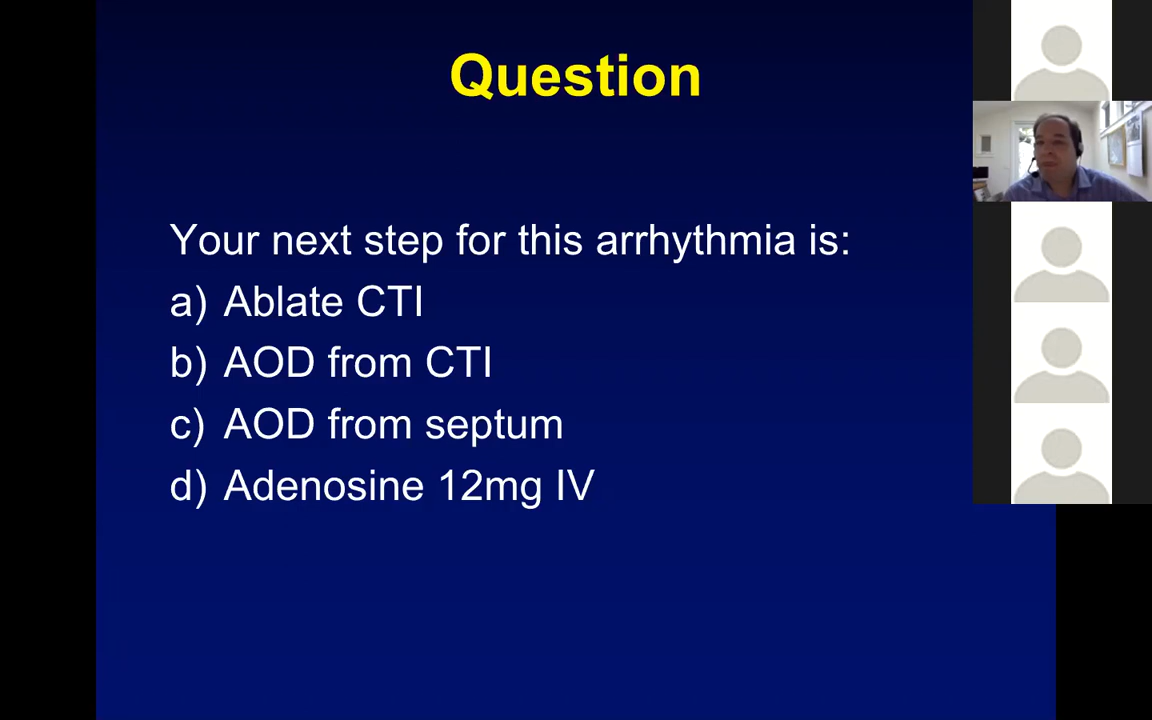 Question
Your next step for this arrhythmia is:
a) Ablate CTI
b) AOD from CTI
c) AOD from septum
d) Adenosine 12mg IV